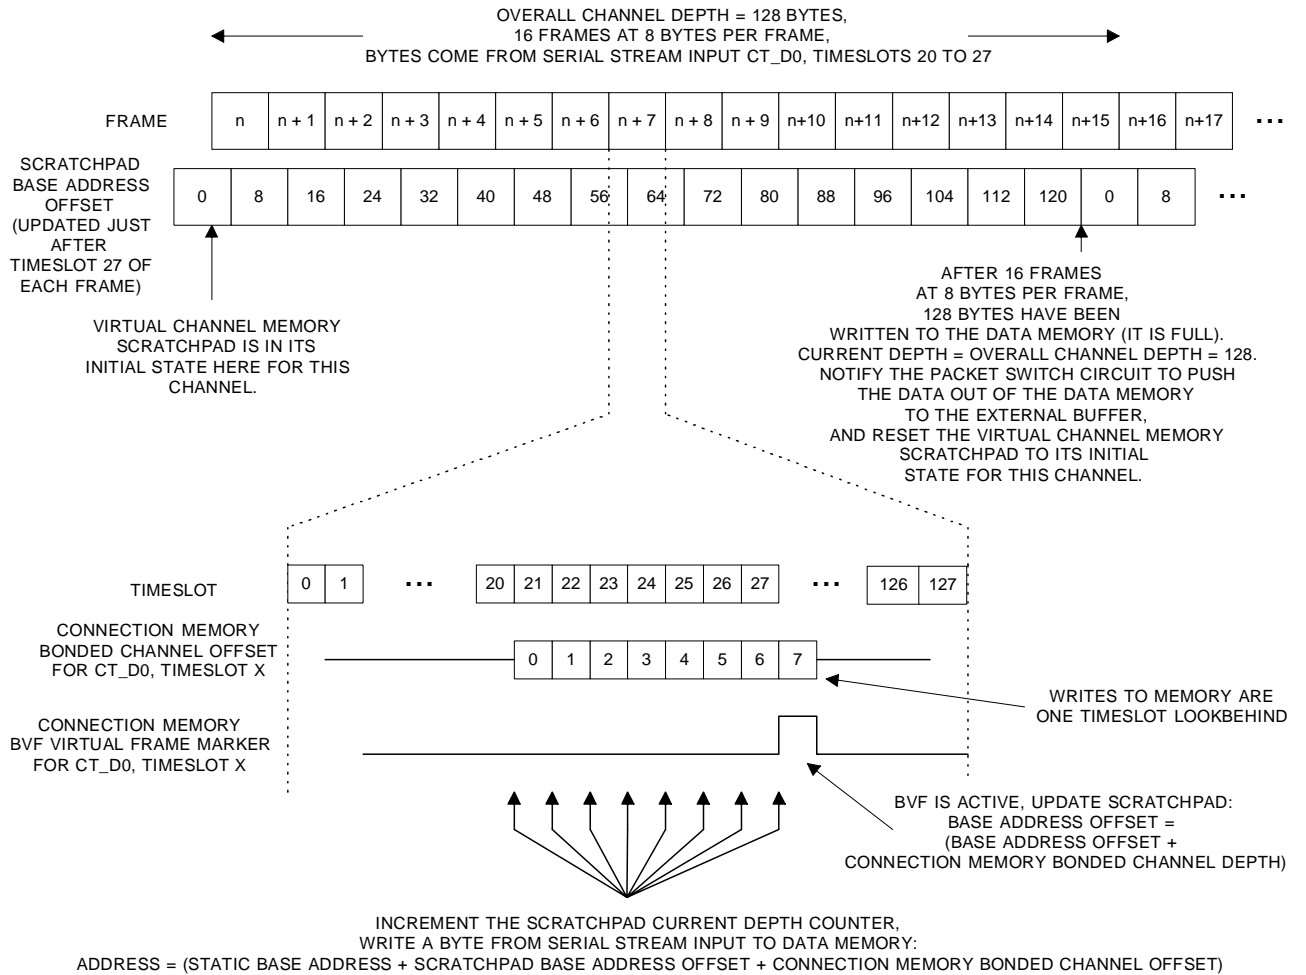 OVERALL CHANNEL DEPTH = 128 BYTES,
16 FRAMES AT 8 BYTES PER FRAME,
BYTES COME FROM SERIAL STREAM INPUT CT_D0, TIMESLOTS 20 TO 27
FRAME
n n + 1 n + 2 n + 3 n + 4 n + 5 n + 6 n + 7 n + 8 n + 9 n+10 n+11 n+12 n+13 n+14 n+15 n+16 n+17 ...
SCRATCHPAD
BASE ADDRESS
OFFSET
(UPDATED JUST
AFTER
TIMESLOT 27 OF
EACH FRAME)
0 8 16 24 32 40 48 56 64 72 80 88 96 104 112 120 0 8 ...
VIRTUAL CHANNEL MEMORY
SCRATCHPAD IS IN ITS
INITIAL STATE HERE FOR THIS
CHANNEL.
AFTER 16 FRAMES
AT 8 BYTES PER FRAME,
128 BYTES HAVE BEEN
WRITTEN TO THE DATA MEMORY (IT IS FULL).
CURRENT DEPTH = OVERALL CHANNEL DEPTH = 128.
NOTIFY THE PACKET SWITCH CIRCUIT TO PUSH
THE DATA OUT OF THE DATA MEMORY
TO THE EXTERNAL BUFFER,
AND RESET THE VIRTUAL CHANNEL MEMORY
SCRATCHPAD TO ITS INITIAL
STATE FOR THIS CHANNEL.
TIMESLOT
0 1 ... 20 21 22 23 24 25 26 27 ... 126 127
CONNECTION MEMORY
BONDED CHANNEL OFFSET
FOR CT_D0, TIMESLOT X
0 1 2 3 4 5 6 7
WRITES TO MEMORY ARE
ONE TIMESLOT LOOKBEHIND
CONNECTION MEMORY
BVF VIRTUAL FRAME MARKER
FOR CT_D0, TIMESLOT X
BVF IS ACTIVE, UPDATE SCRATCHPAD:
BASE ADDRESS OFFSET =
(BASE ADDRESS OFFSET +
CONNECTION MEMORY BONDED CHANNEL DEPTH)
INCREMENT THE SCRATCHPAD CURRENT DEPTH COUNTER,
WRITE A BYTE FROM SERIAL STREAM INPUT TO DATA MEMORY:
ADDRESS = (STATIC BASE ADDRESS + SCRATCHPAD BASE ADDRESS OFFSET + CONNECTION MEMORY BONDED CHANNEL OFFSET)